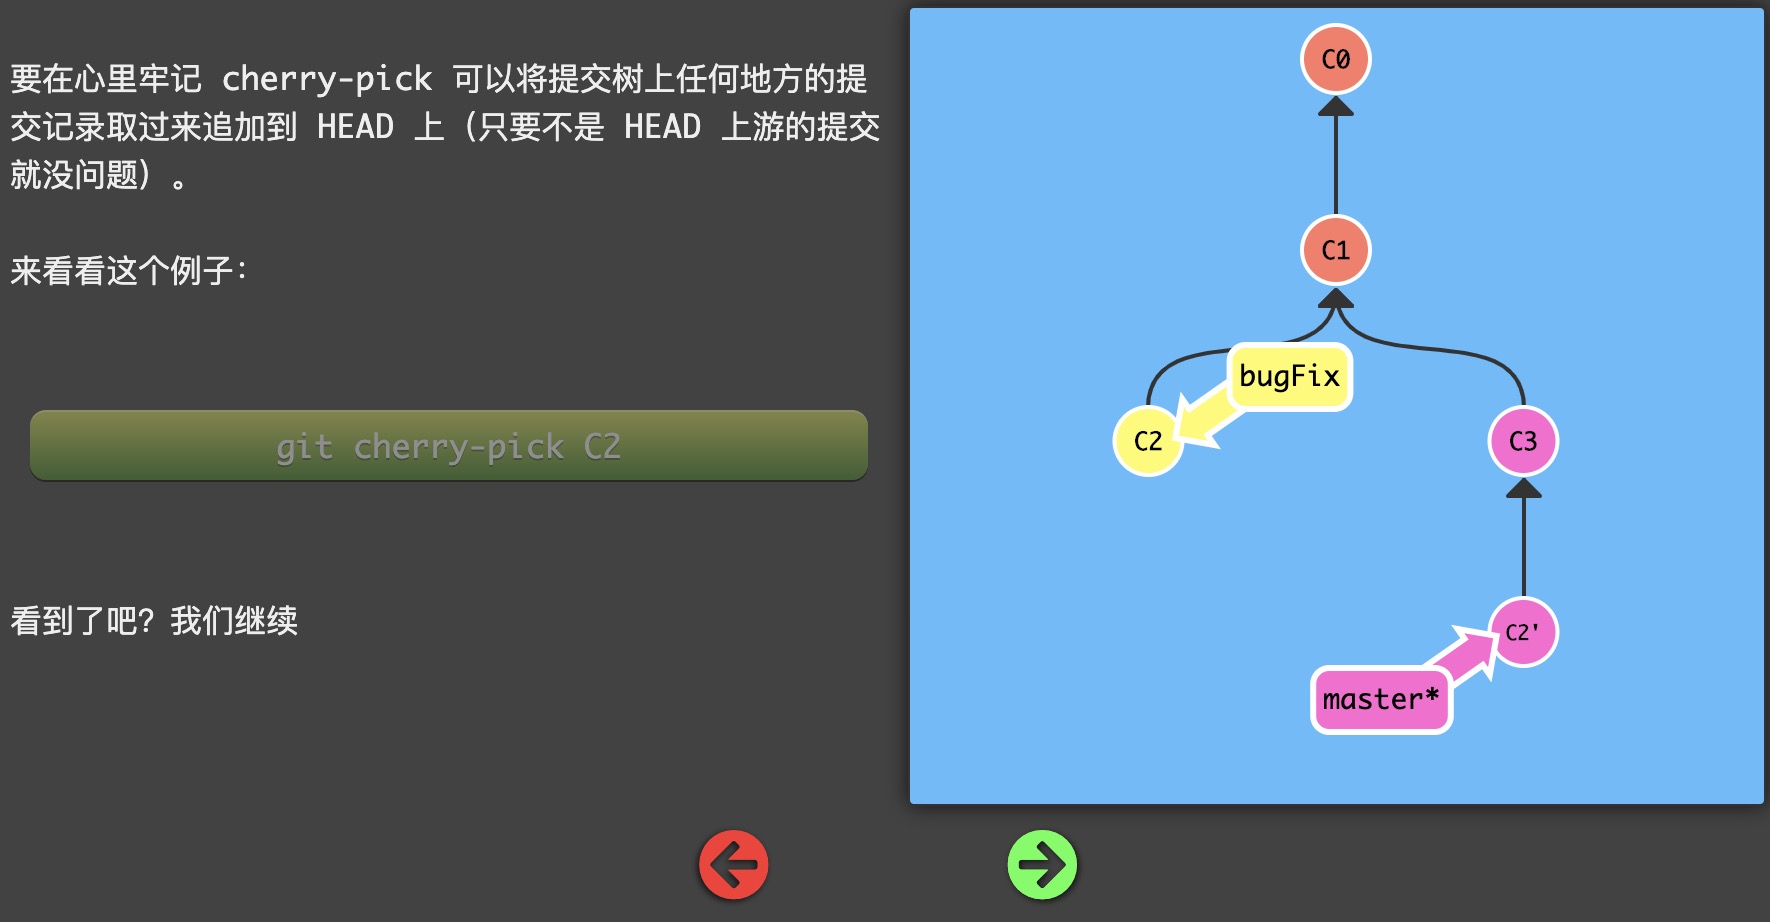 要在心里牢记 cherry-pick 可以将提交树上任何地方的提
交记录取过来追加到 HEAD 上（只要不是 HEAD 上游的提交
就没问题）。
来看看这个例子：
git cherry-pick C2
看到了吧？我们继续
C0
C1
bugFix
C2
C3
C2'
master*